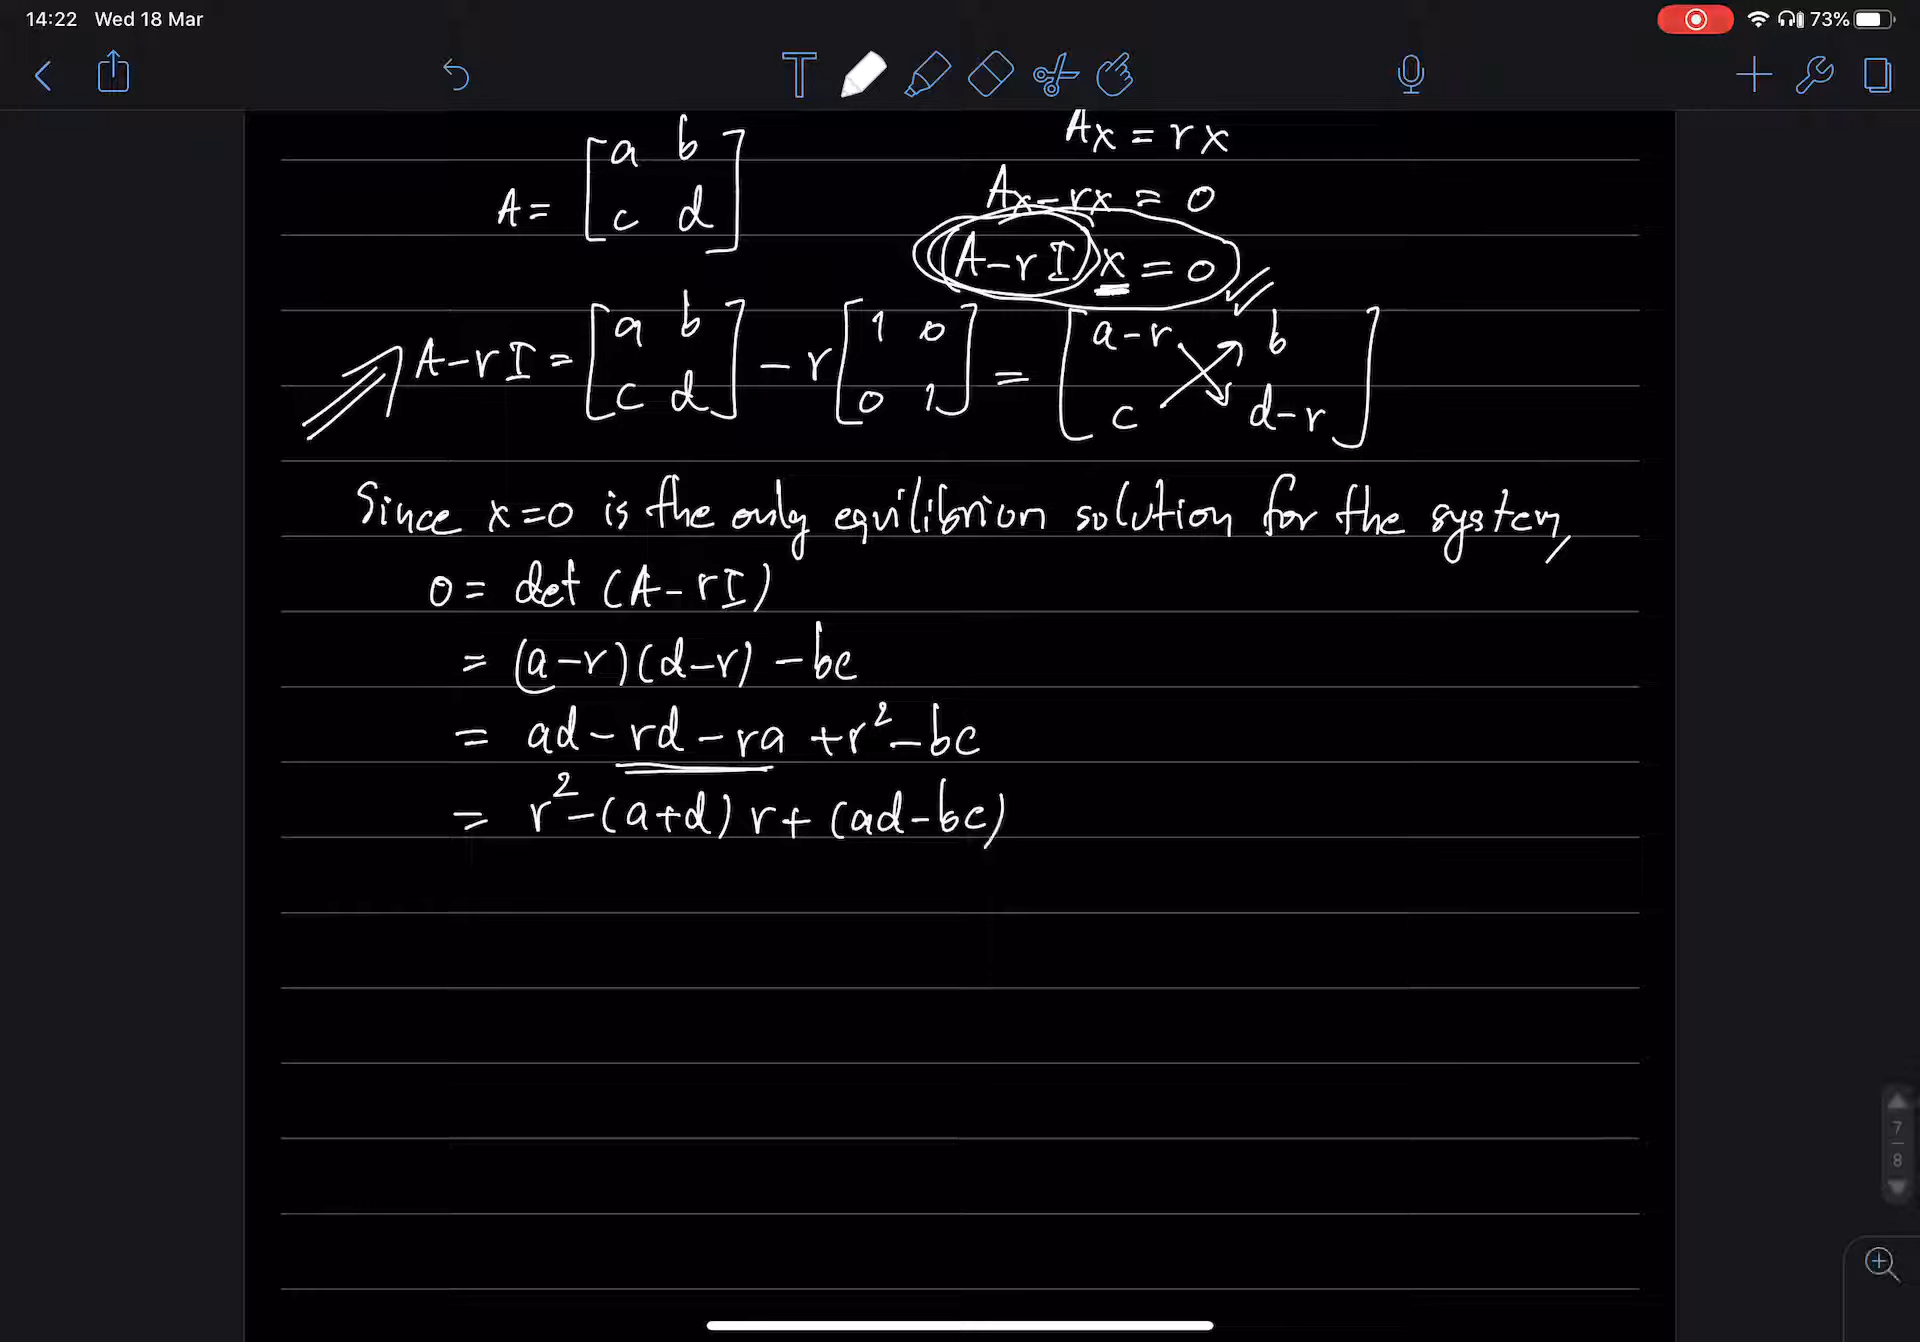 14:22 Wed 18 Mar 73%
T
Ax = rx
A = [a b
c d]
Ax - rx = 0
(A - rI)x = 0
A - rI = [a b
c d] - r [1 0
0 1] = [a-r b
c d-r]
Since x=0 is the only equilibrion solution for the system,
0 = det (A - rI)
= (a-r)(d-r) - bc
= ad - rd - ra + r² - bc
= r² - (a+d) r + (ad - bc)
7
8